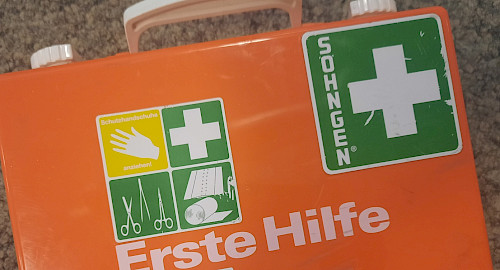 SÖHNGEN®
Schutzhandschuhe
anziehen!
Erste Hilfe